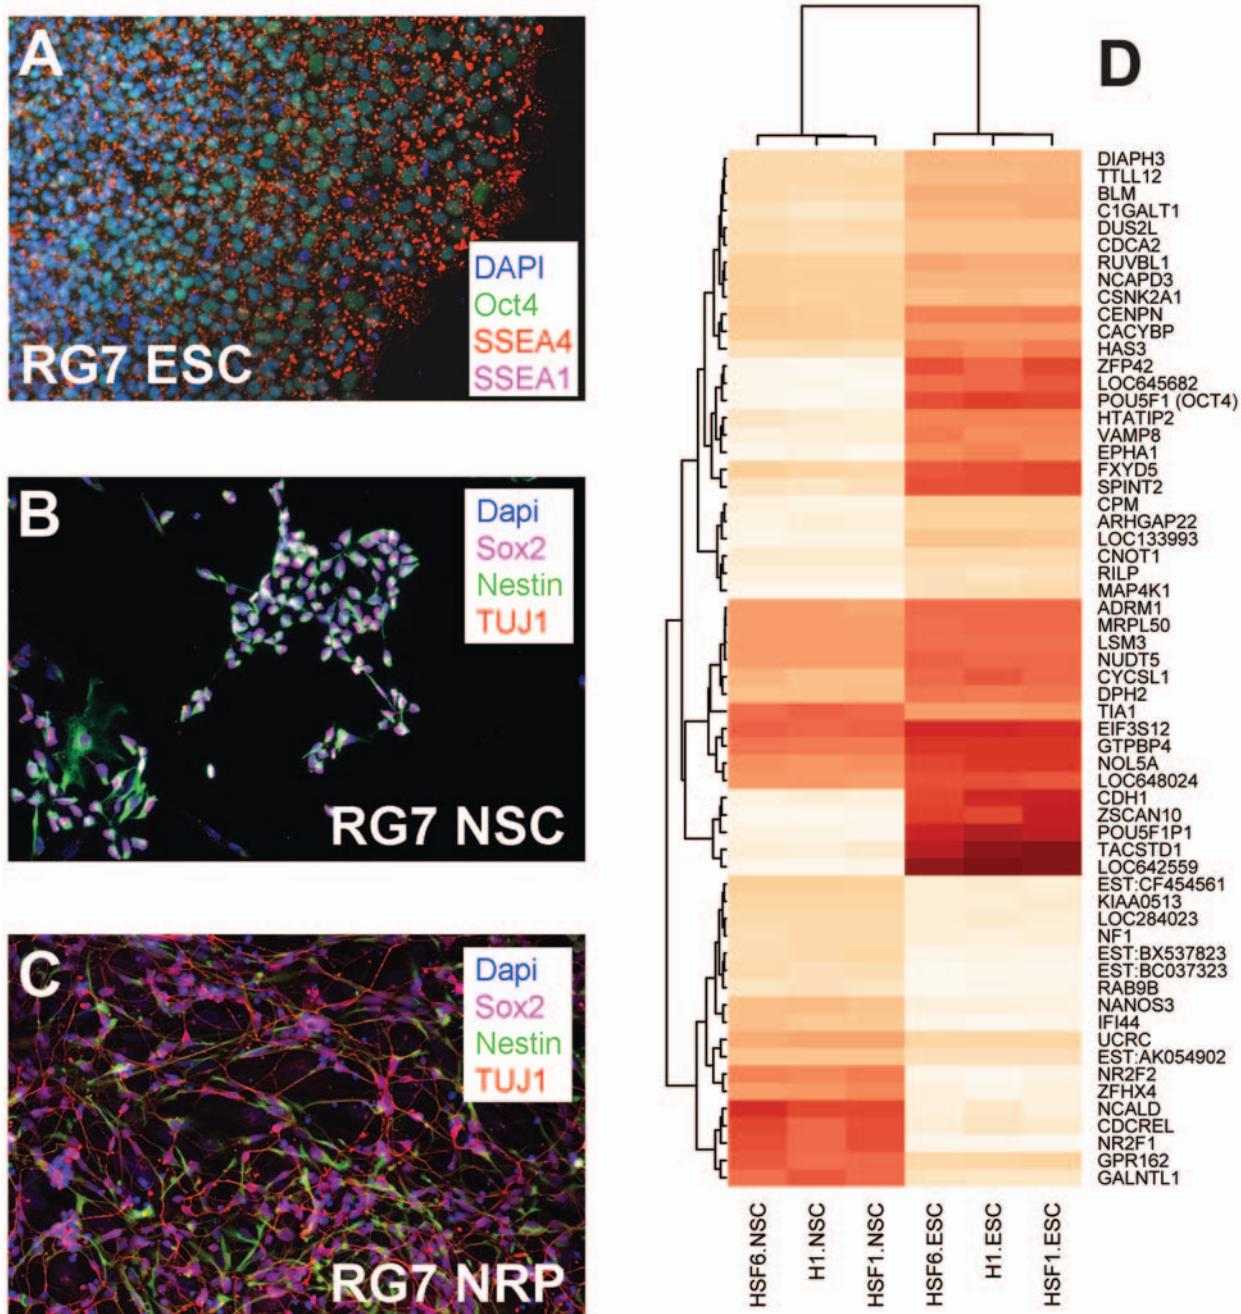 A
DAPI
Oct4
SSEA4
SSEA1
RG7 ESC
B
Dapi
Sox2
Nestin
TUJ1
RG7 NSC
C
Dapi
Sox2
Nestin
TUJ1
RG7 NRP
D
DIAPH3
TTLL12
BLM
C1GALT1
DUS2L
CDCA2
RUVBL1
NCAPD3
CSNK2A1
CENPN
CACYBP
HAS3
ZFP42
LOC645682
POU5F1 (OCT4)
HTATIP2
VAMP8
EPHA1
FXYD5
SPINT2
CPM
ARHGAP22
LOC133993
CNOT1
RILP
MAP4K1
ADRM1
MRPL50
LSM3
NUDT5
CYCSL1
DPH2
TIA1
EIF3S12
GTPBP4
NOL5A
LOC648024
CDH1
ZSCAN10
POU5F1P1
TACSTD1
LOC642559
EST:CF454561
KIAA0513
LOC284023
NF1
EST:BX537823
EST:BC037323
RAB9B
NANOS3
IFI44
UCRC
EST:AK054902
NR2F2
ZFHX4
NCALD
CDCREL
NR2F1
GPR162
GALNTL1
HSF6.NSC
H1.NSC
HSF1.NSC
HSF6.ESC
H1.ESC
HSF1.ESC